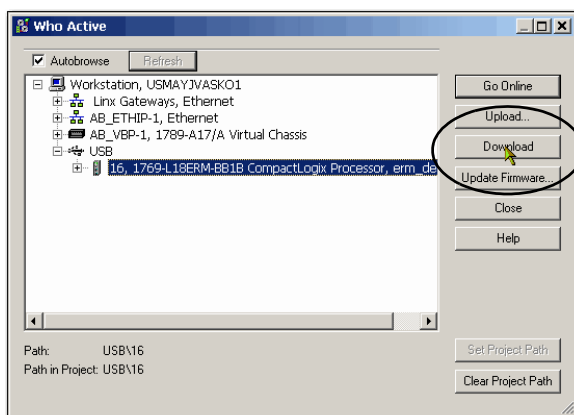 Who Active
Autobrowse
Refresh
Workstation, USMAYJVASKO1
Linx Gateways, Ethernet
AB_ETHIP-1, Ethernet
AB_VBP-1, 1789-A17/A Virtual Chassis
USB
16, 1769-L18ERM-BB1B CompactLogix Processor, erm_de
Go Online
Upload...
Download
Update Firmware...
Close
Help
Path: USB\16
Path in Project: USB\16
Set Project Path
Clear Project Path